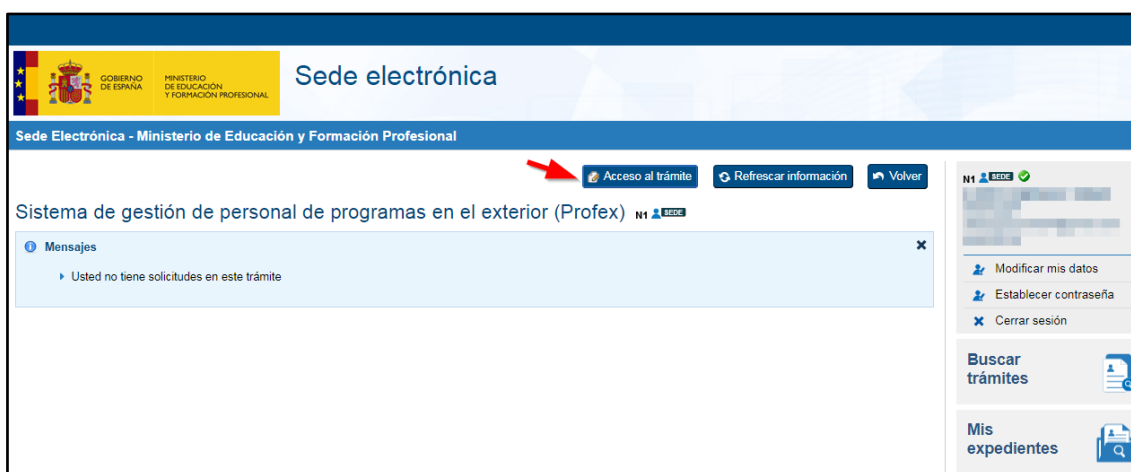 GOBIERNO
DE ESPAÑA
MINISTERIO
DE EDUCACIÓN
Y FORMACIÓN PROFESIONAL
Sede electrónica
Sede Electrónica - Ministerio de Educación y Formación Profesional
Acceso al trámite
Refrescar información
Volver
N1 SEDE
Sistema de gestión de personal de programas en el exterior (Profex) N1 SEDE
Mensajes
Usted no tiene solicitudes en este trámite
Modificar mis datos
Establecer contraseña
Cerrar sesión
Buscar
trámites
Mis
expedientes